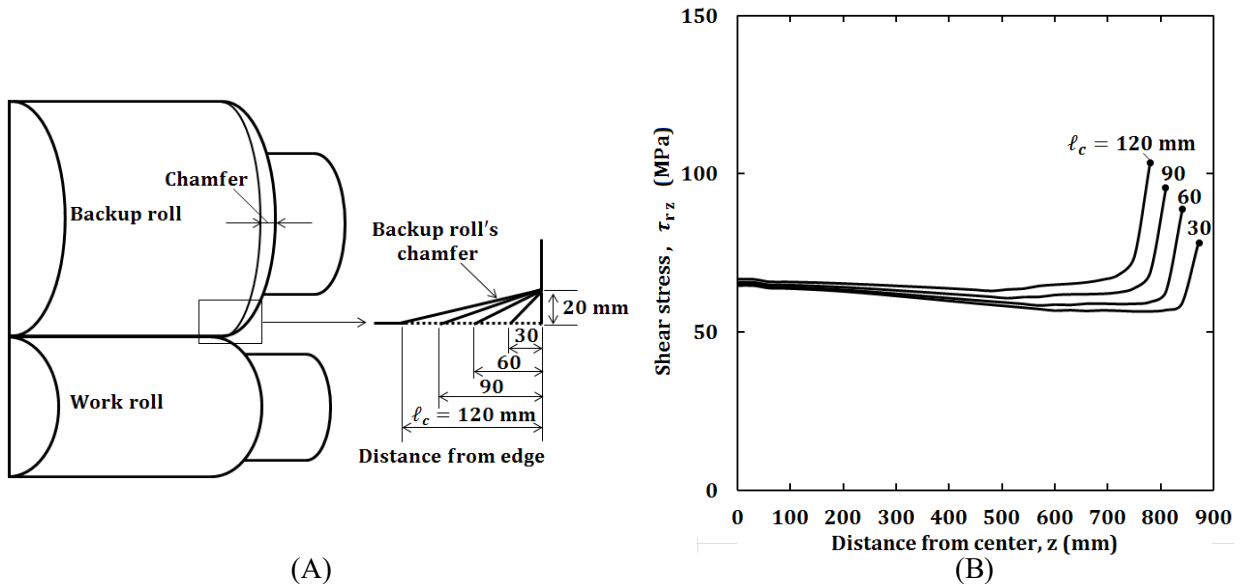 Chamfer
Backup roll
Backup roll's
chamfer
20 mm
30
60
90
ℓc = 120 mm
Work roll
Distance from edge
(A)
150
100
50
0
Shear stress, τrz (MPa)
ℓc = 120 mm
90
60
30
0 100 200 300 400 500 600 700 800 900
Distance from center, z (mm)
(B)